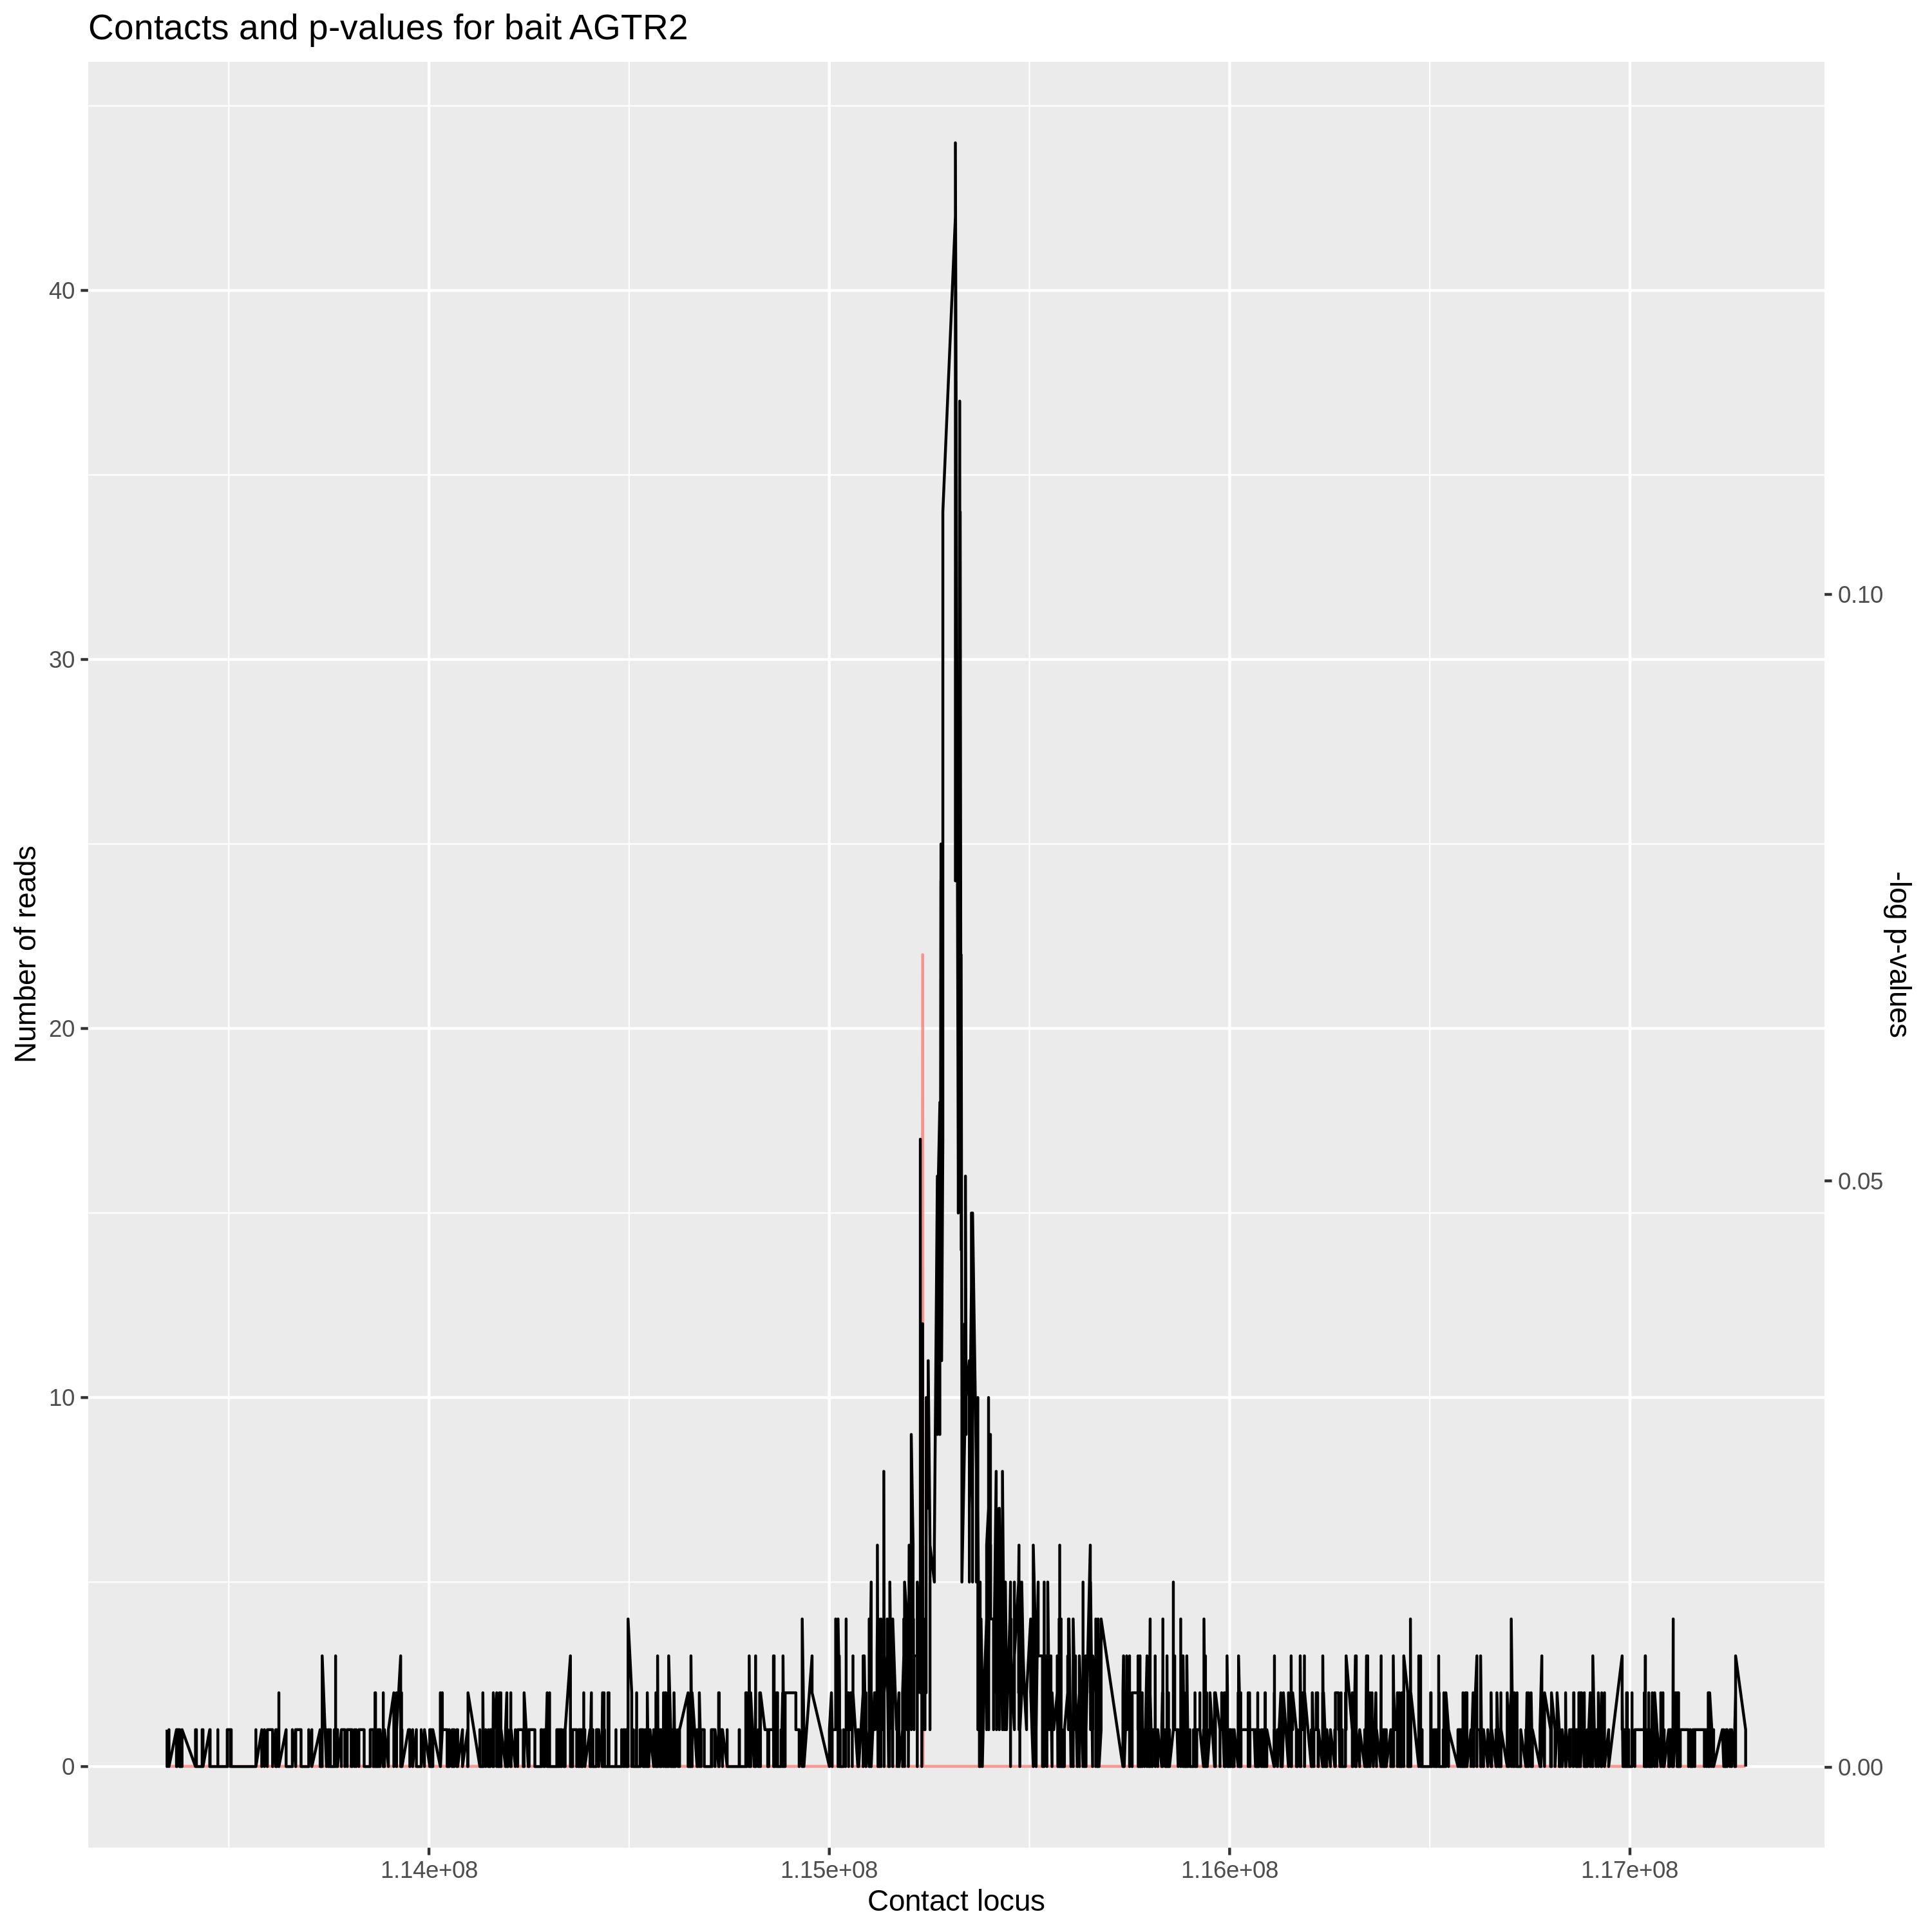 Contacts and p-values for bait AGTR2
Number of reads
40
30
20
10
0
0.10
0.05
0.00
-log p-values
1.14e+08 1.15e+08 1.16e+08 1.17e+08
Contact locus